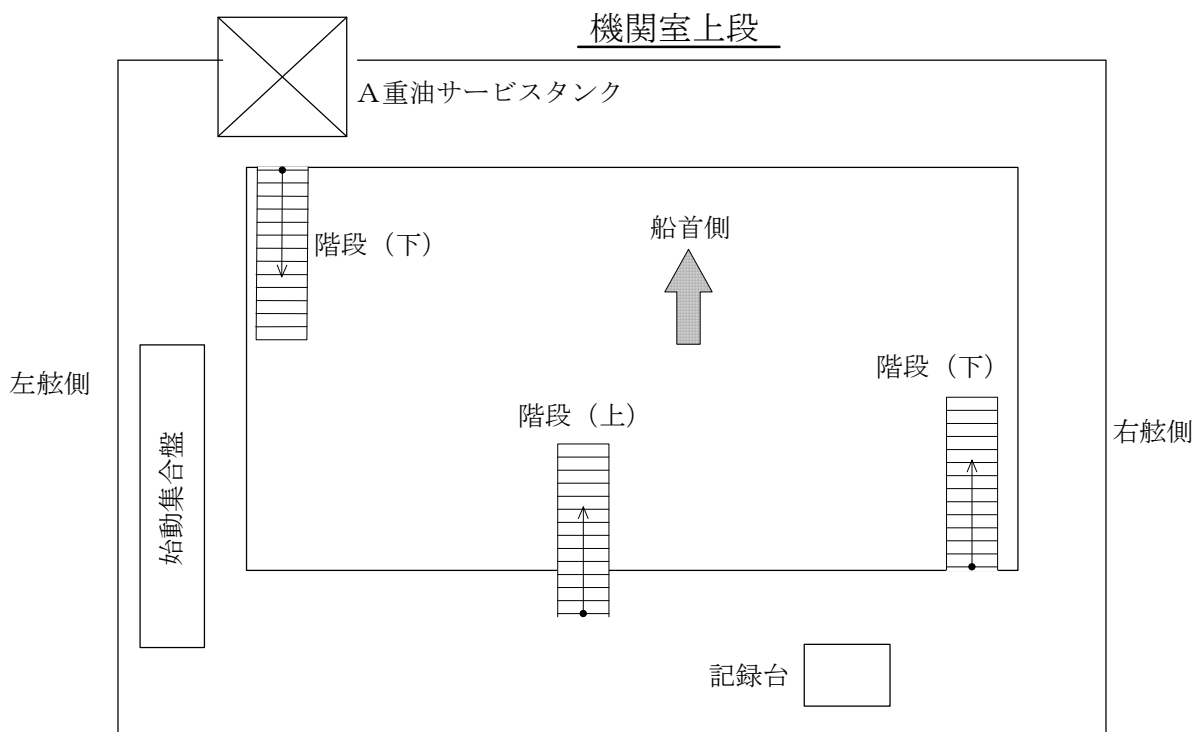 機関室上段
A重油サービスタンク
階段（下）
船首側
階段（下）
左舷側
階段（上）
右舷側
始動集合盤
記録台